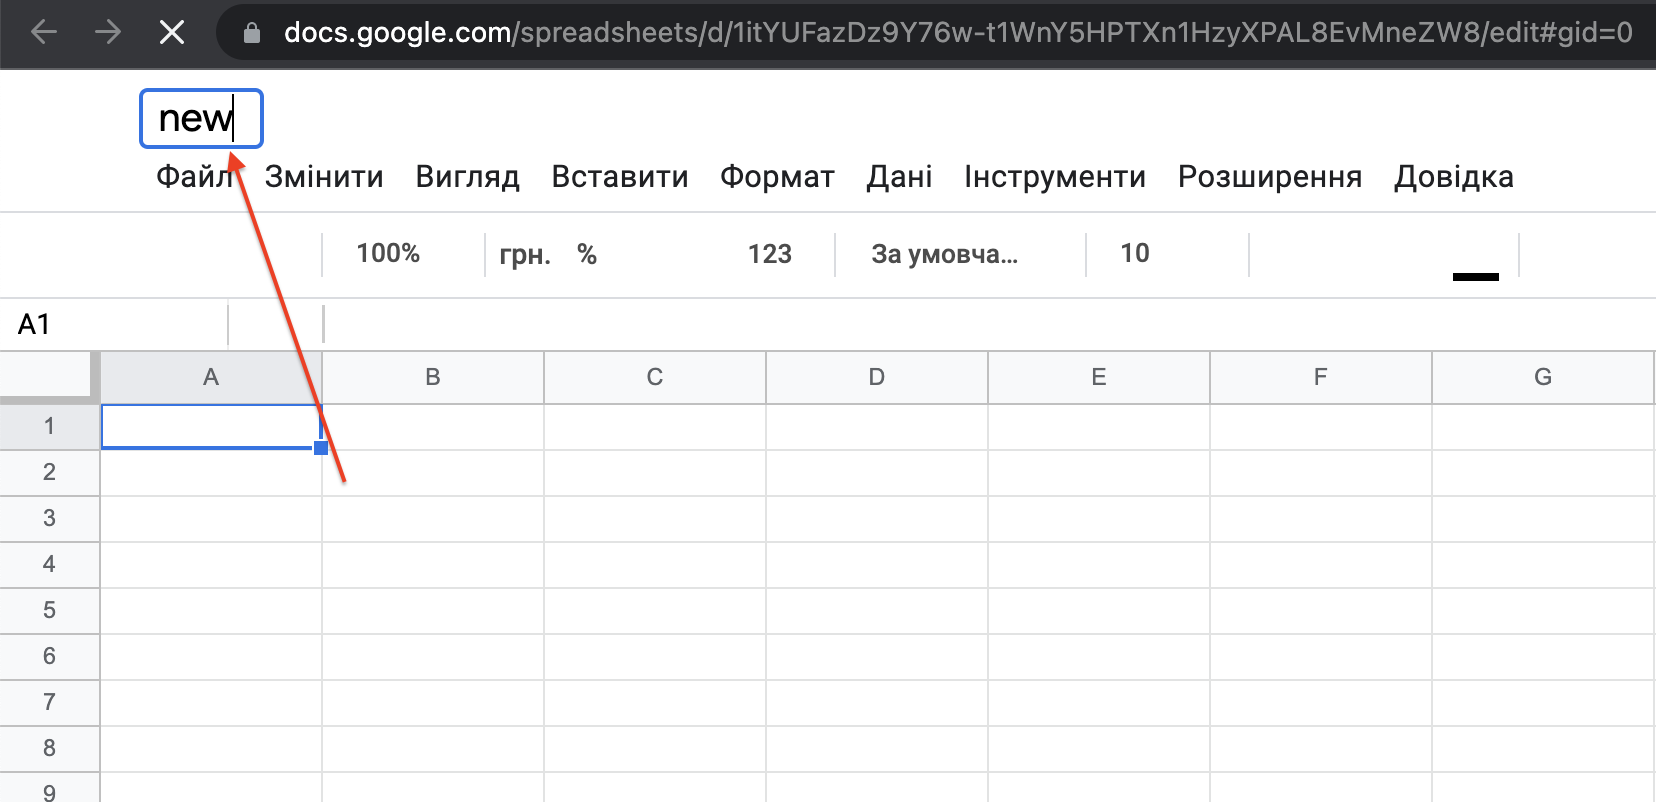 docs.google.com/spreadsheets/d/1itYUFazDz9Y76w-t1WnY5HPTXn1HzyXPAL8EvMneZW8/edit#gid=0
new
Файл Змінити Вигляд Вставити Формат Дані Інструменти Розширення Довідка
100% грн. % 123 За умовча... 10
A1
A B C D E F G
1
2
3
4
5
6
7
8
9